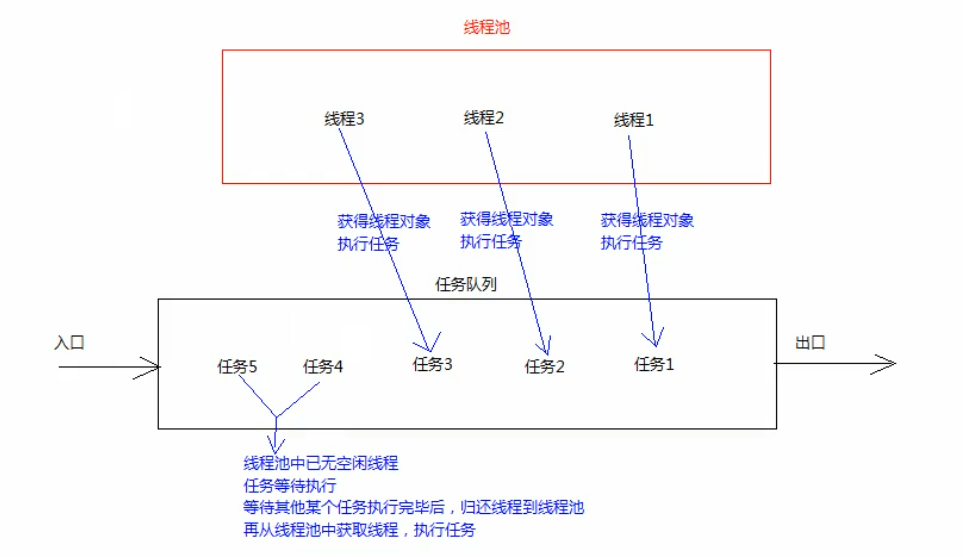 线程池
线程3
线程2
线程1
获得线程对象
执行任务
获得线程对象
执行任务
获得线程对象
执行任务
任务队列
入口
出口
任务5
任务4
任务3
任务2
任务1
线程池中已无空闲线程
任务等待执行
等待其他某个任务执行完毕后，归还线程到线程池
再从线程池中获取线程，执行任务